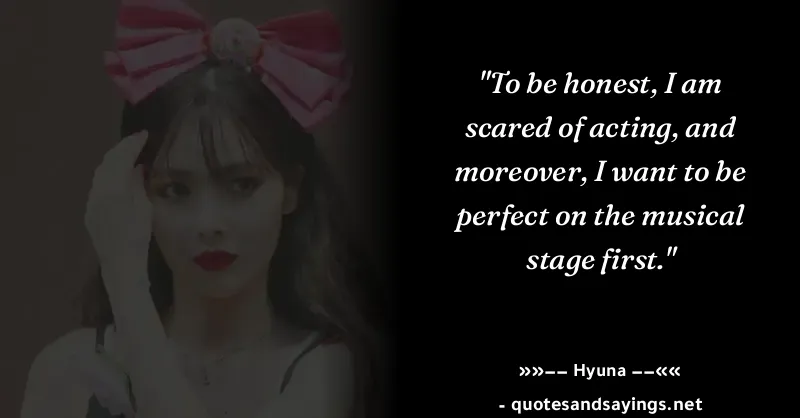 "To be honest, I am
scared of acting, and
moreover, I want to be
perfect on the musical
stage first."
»»−− Hyuna −−««
- quotesandsayings.net